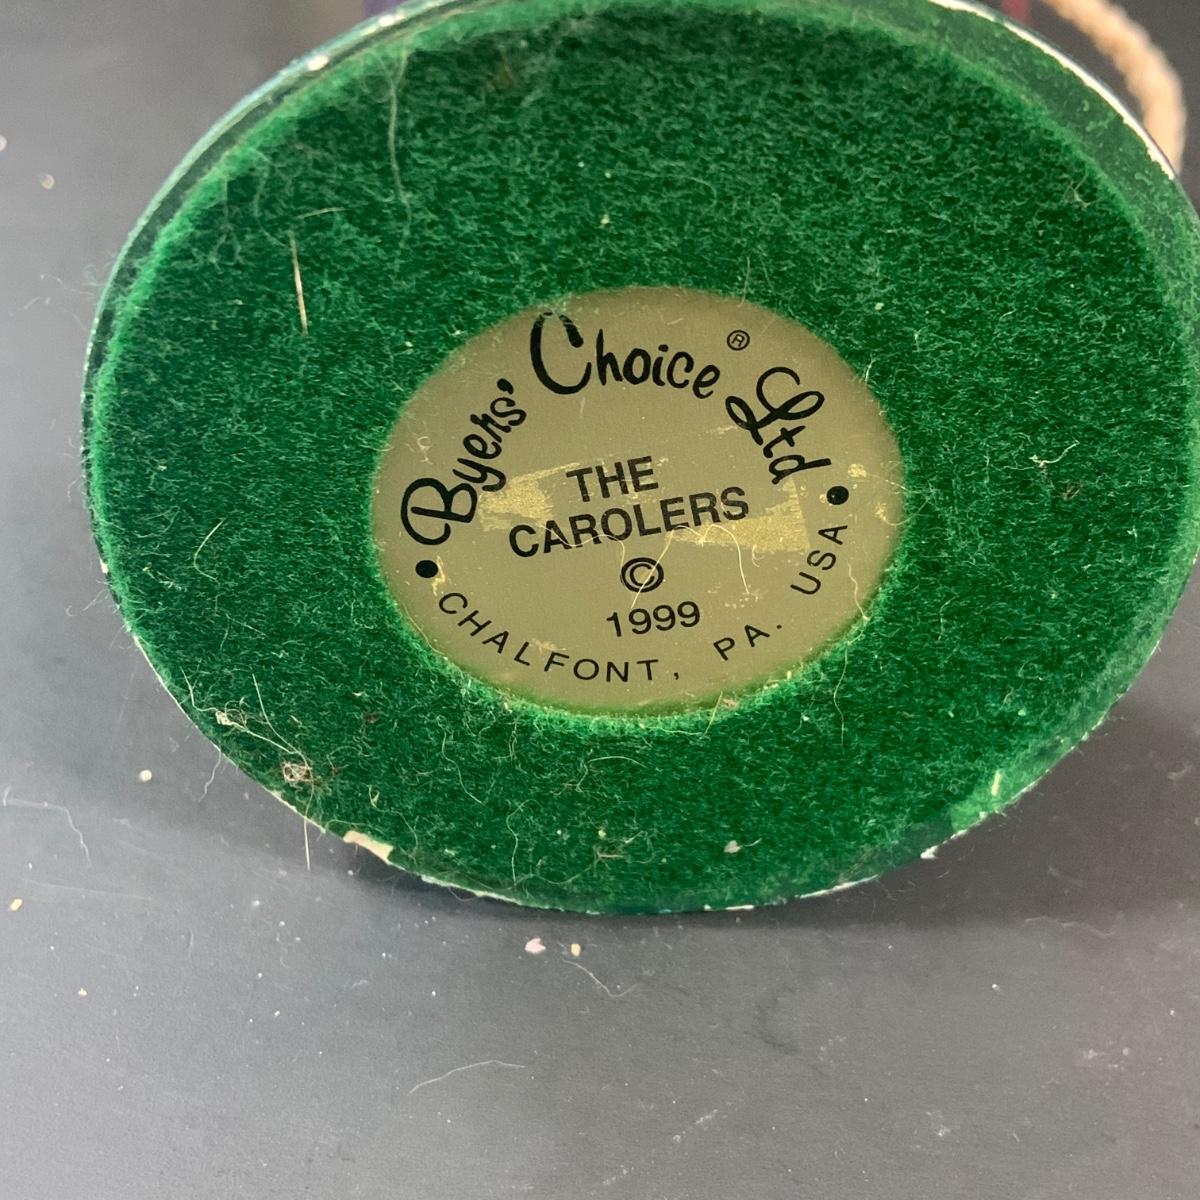 Byers' Choice® Ltd
THE
CAROLERS
©
1999
• CHALFONT, PA. USA •